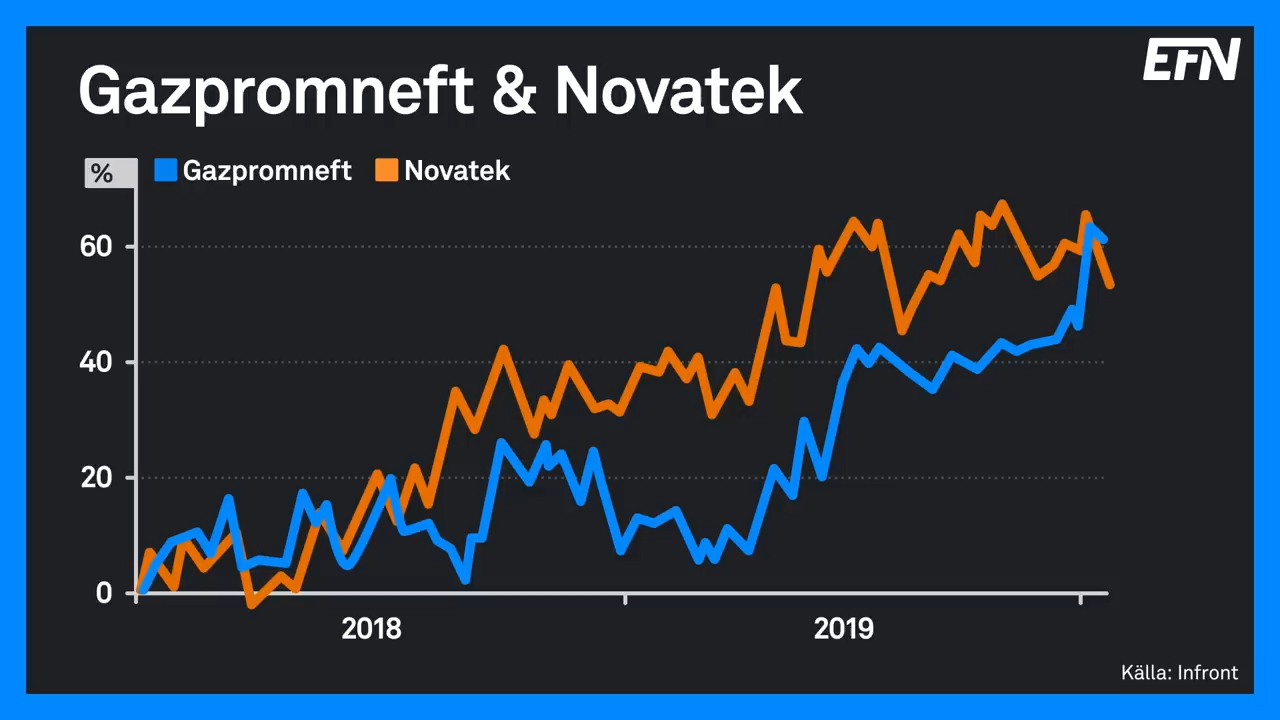 EFN
Gazpromneft & Novatek
% Gazpromneft Novatek
60
40
20
0
2018 2019
Källa: Infront